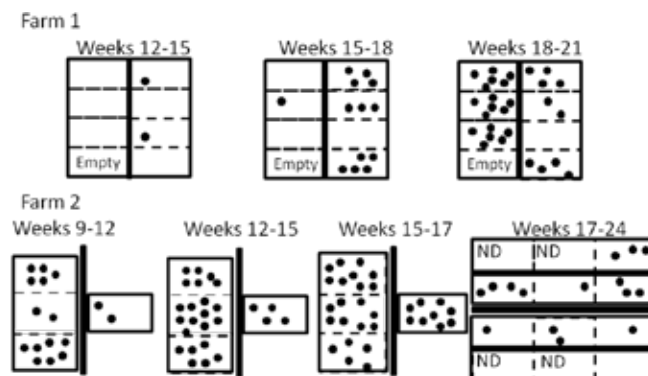 Farm 1
Weeks 12-15
Weeks 15-18
Weeks 18-21
Empty
Empty
Empty
Farm 2
Weeks 9-12
Weeks 12-15
Weeks 15-17
Weeks 17-24
ND
ND
ND
ND